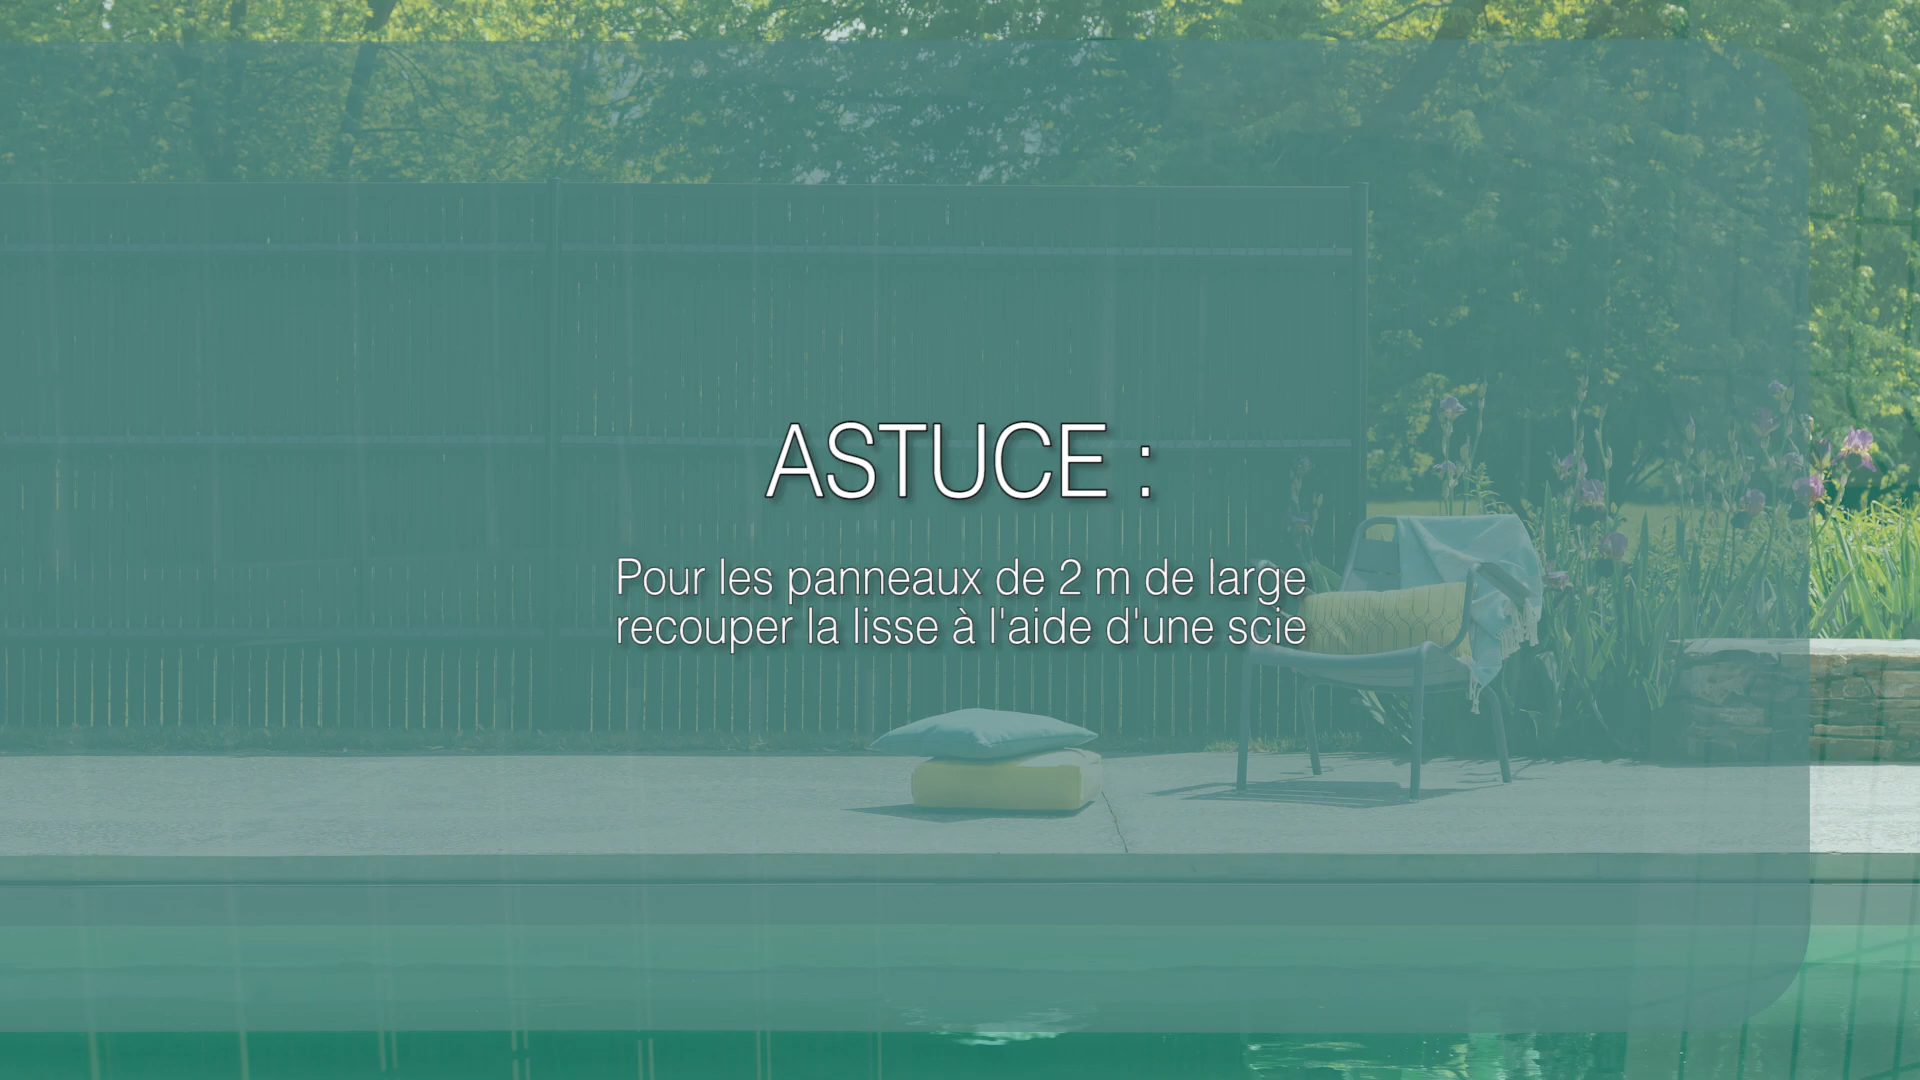 ASTUCE :
Pour les panneaux de 2 m de large
recouper la lisse à l'aide d'une scie